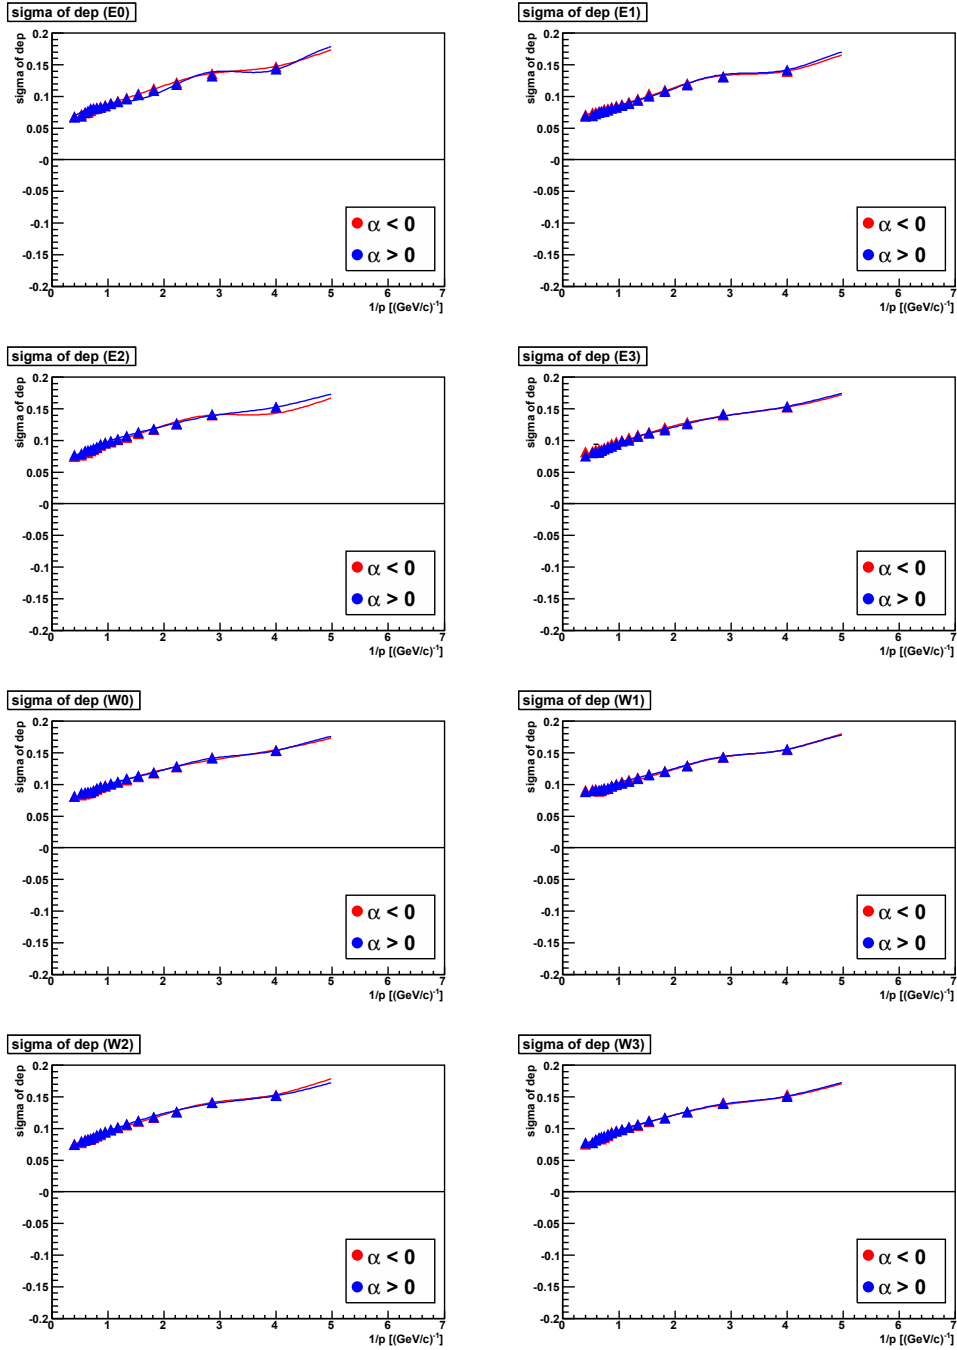 sigma of dep (E0)
sigma of dep
0.2
0.15
0.1
0.05
-0
-0.05
-0.1
-0.15
-0.2
α < 0
α > 0
0 1 2 3 4 5 6 7
1/p [(GeV/c)-1]
sigma of dep (E1)
sigma of dep
0.2
0.15
0.1
0.05
-0
-0.05
-0.1
-0.15
-0.2
α < 0
α > 0
0 1 2 3 4 5 6 7
1/p [(GeV/c)-1]
sigma of dep (E2)
sigma of dep
0.2
0.15
0.1
0.05
-0
-0.05
-0.1
-0.15
-0.2
α < 0
α > 0
0 1 2 3 4 5 6 7
1/p [(GeV/c)-1]
sigma of dep (E3)
sigma of dep
0.2
0.15
0.1
0.05
-0
-0.05
-0.1
-0.15
-0.2
α < 0
α > 0
0 1 2 3 4 5 6 7
1/p [(GeV/c)-1]
sigma of dep (W0)
sigma of dep
0.2
0.15
0.1
0.05
-0
-0.05
-0.1
-0.15
-0.2
α < 0
α > 0
0 1 2 3 4 5 6 7
1/p [(GeV/c)-1]
sigma of dep (W1)
sigma of dep
0.2
0.15
0.1
0.05
-0
-0.05
-0.1
-0.15
-0.2
α < 0
α > 0
0 1 2 3 4 5 6 7
1/p [(GeV/c)-1]
sigma of dep (W2)
sigma of dep
0.2
0.15
0.1
0.05
-0
-0.05
-0.1
-0.15
-0.2
α < 0
α > 0
0 1 2 3 4 5 6 7
1/p [(GeV/c)-1]
sigma of dep (W3)
sigma of dep
0.2
0.15
0.1
0.05
-0
-0.05
-0.1
-0.15
-0.2
α < 0
α > 0
0 1 2 3 4 5 6 7
1/p [(GeV/c)-1]